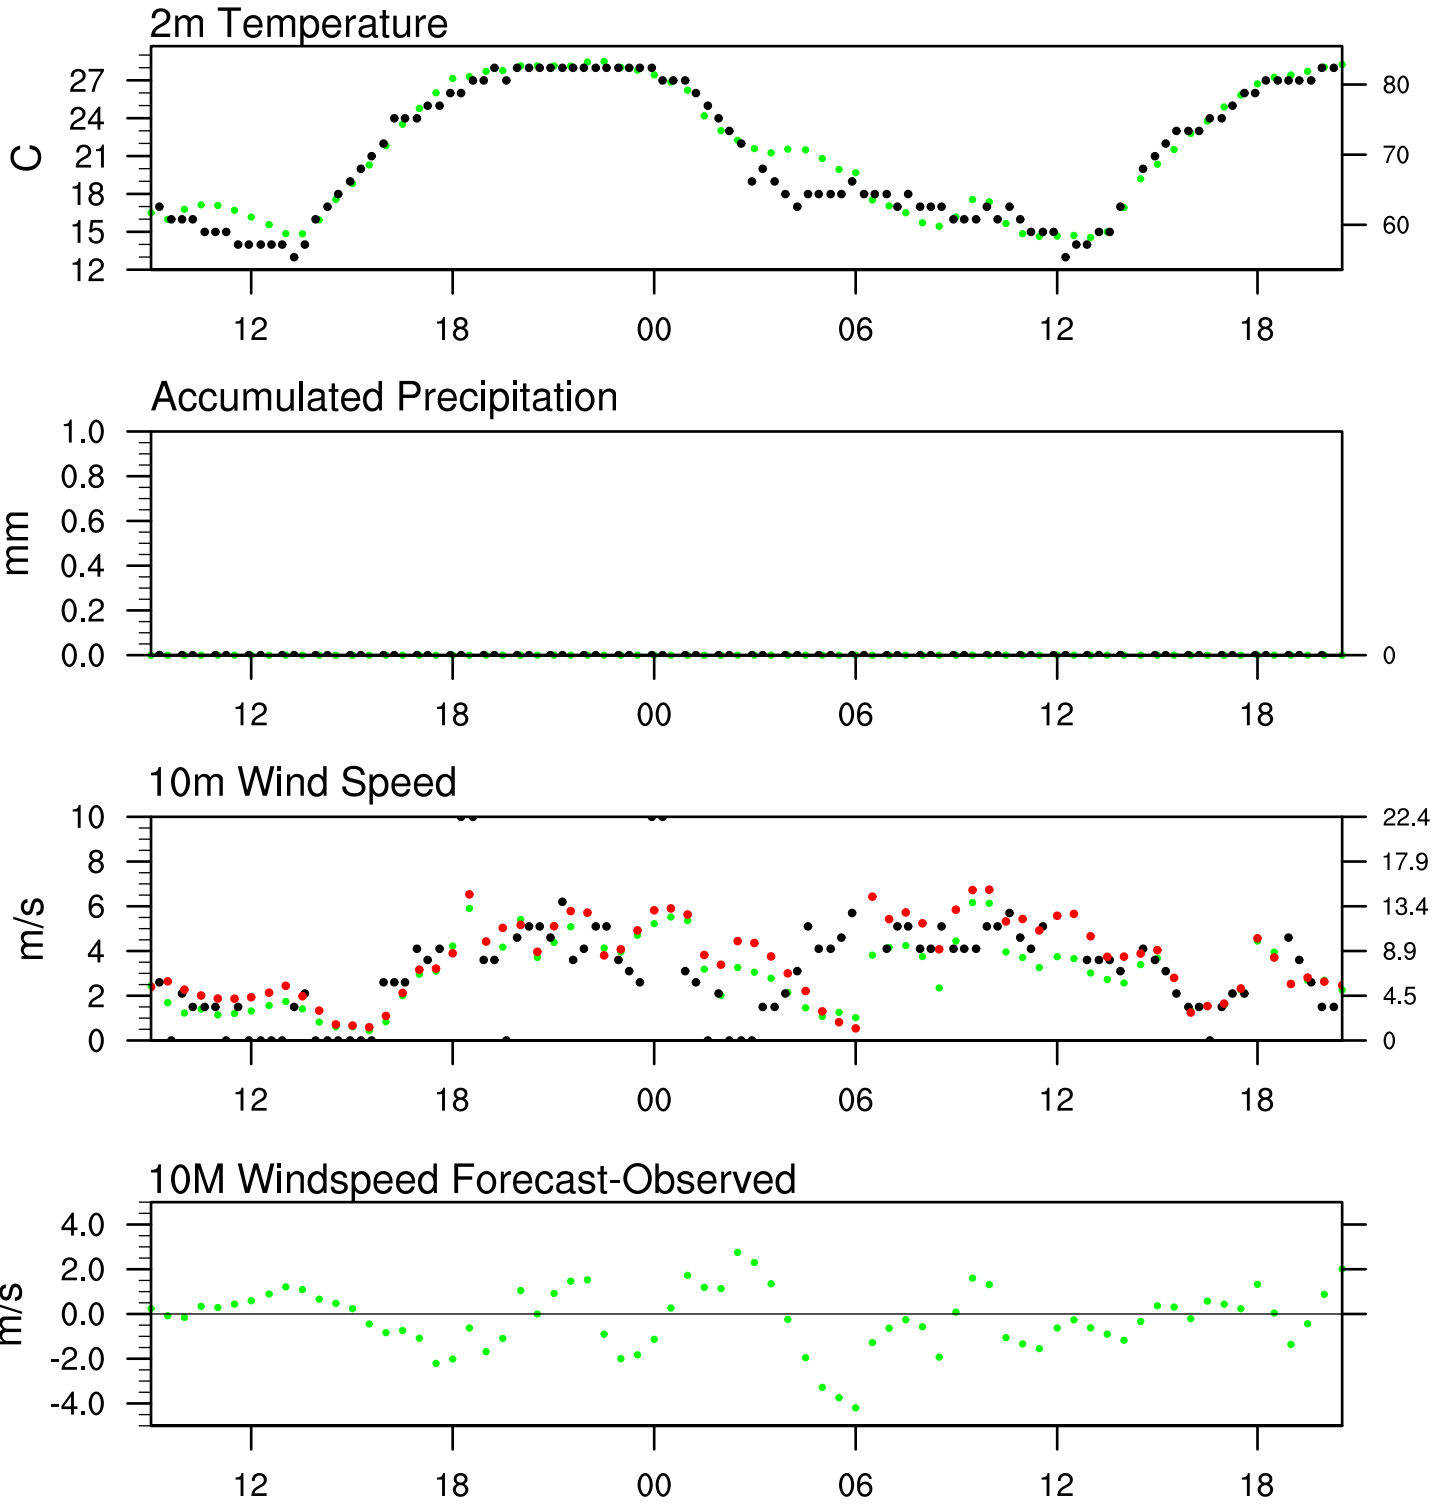 2m Temperature
27
24
21
18
15
12
C
80
70
60
12 18 00 06 12 18
Accumulated Precipitation
1.0
0.8
0.6
0.4
0.2
0.0
mm
0
12 18 00 06 12 18
10m Wind Speed
10
8
6
4
2
0
m/s
22.4
17.9
13.4
8.9
4.5
0
12 18 00 06 12 18
10M Windspeed Forecast-Observed
4.0
2.0
0.0
-2.0
-4.0
m/s
12 18 00 06 12 18